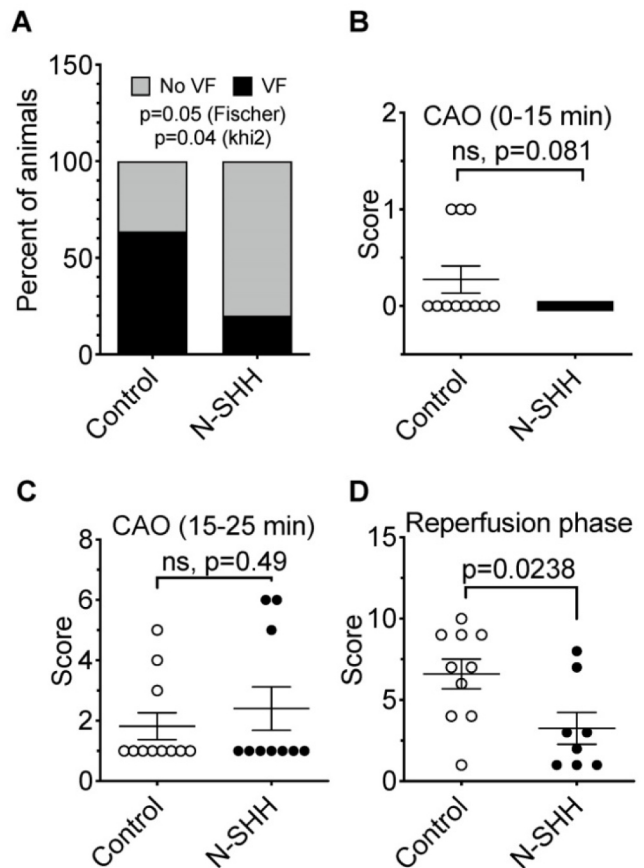 A
150
100
50
0
Percent of animals
No VF
VF
p=0.05 (Fischer)
p=0.04 (khi2)
Control
N-SHH
B
2
1
0
Score
CAO (0-15 min)
ns, p=0.081
Control
N-SHH
C
8
6
4
2
0
Score
CAO (15-25 min)
ns, p=0.49
Control
N-SHH
D
15
10
5
0
Score
Reperfusion phase
p=0.0238
Control
N-SHH